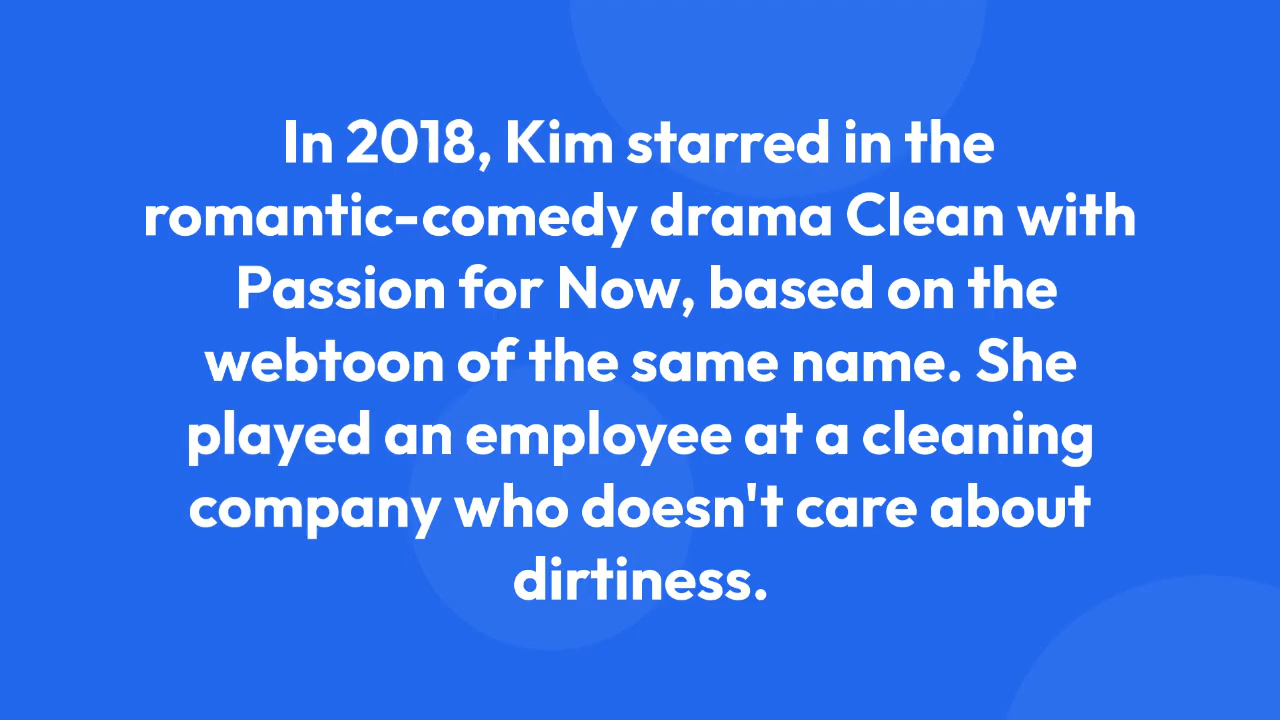 In 2018, Kim starred in the
romantic-comedy drama Clean with
Passion for Now, based on the
webtoon of the same name. She
played an employee at a cleaning
company who doesn't care about
dirtiness.